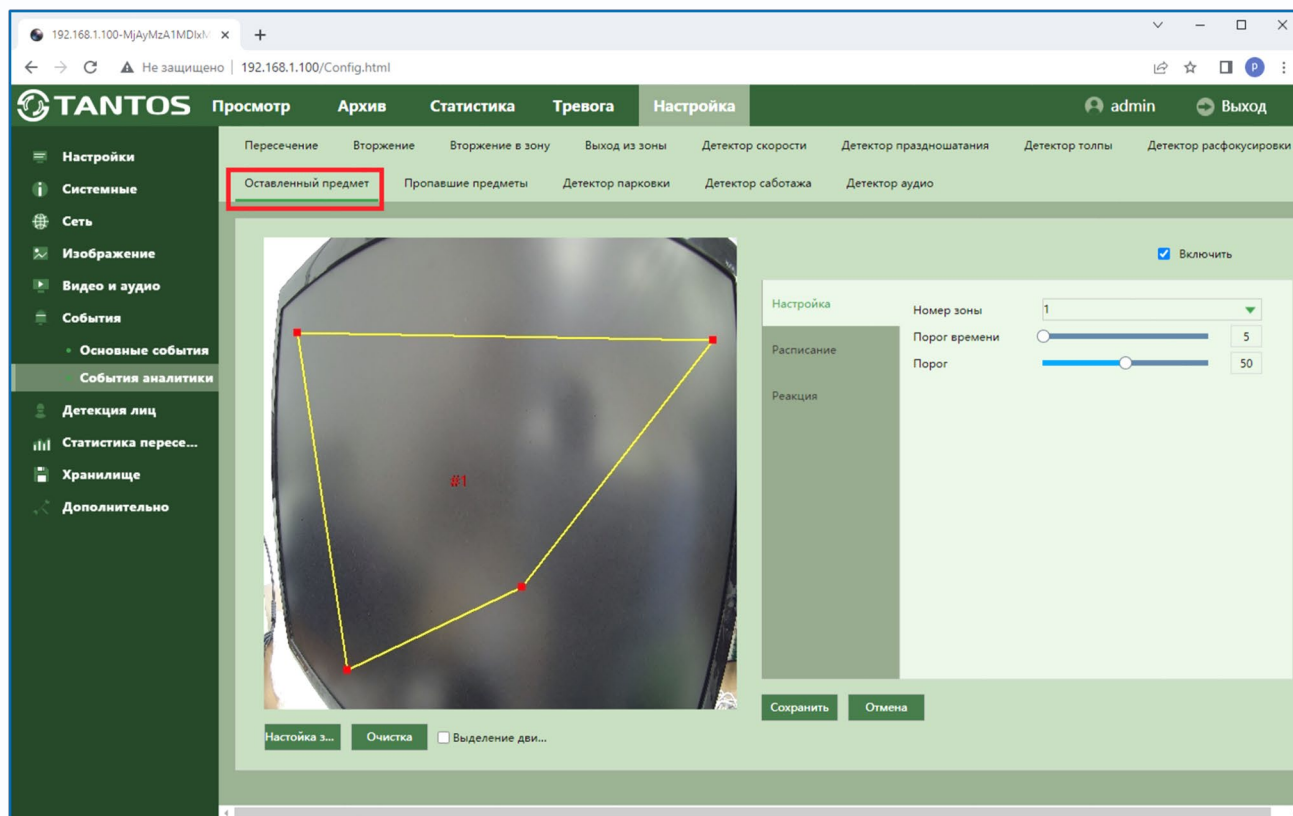 192.168.1.100-MjAyMzA1MDIxM
Не защищено | 192.168.1.100/Config.html
P
TANTOS Просмотр Архив Статистика Тревога Настройка admin Выход
Пересечение Вторжение Вторжение в зону Выход из зоны Детектор скорости Детектор праздношатания Детектор толпы Детектор расфокусировки
Оставленный предмет Пропавшие предметы Детектор парковки Детектор саботажа Детектор аудио
Настройки
Системные
Сеть
Изображение
Видео и аудио
События
Основные события
События аналитики
Детекция лиц
Статистика пересе...
Хранилище
Дополнительно
#1
Включить
Настройка
Расписание
Реакция
Номер зоны 1
Порог времени 5
Порог 50
Сохранить Отмена
Настойка з... Очистка Выделение дви...